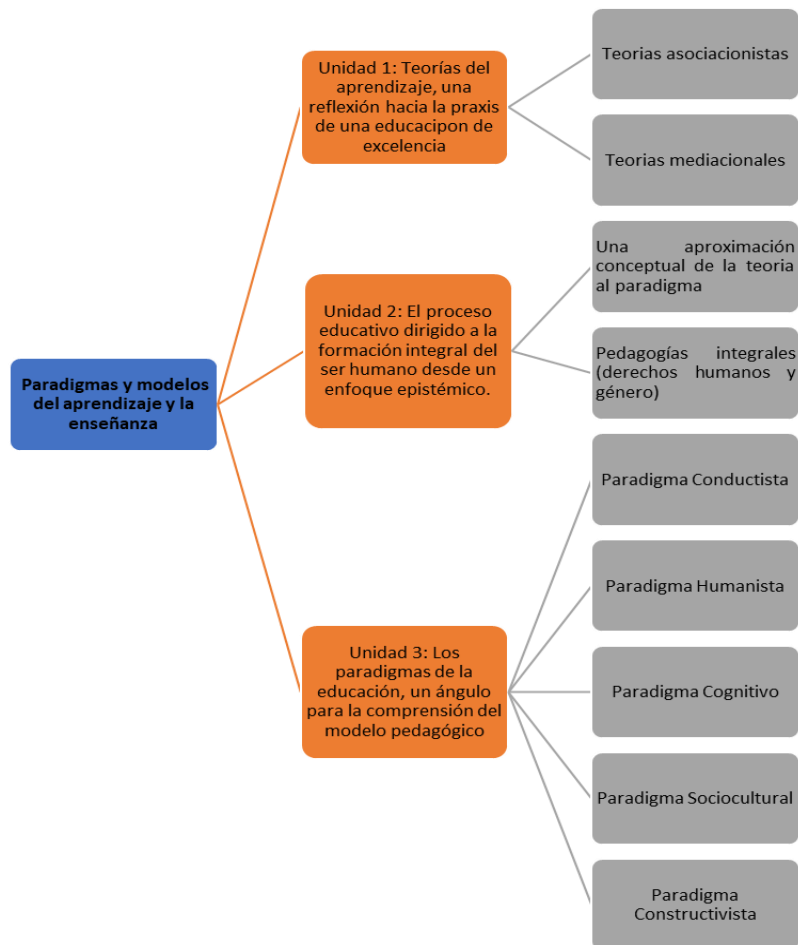 Paradigmas y modelos
del aprendizaje y la
enseñanza
Unidad 1: Teorías del
aprendizaje, una
reflexión hacia la praxis
de una educacipon de
excelencia
Teorias asociacionistas
Teorias mediacionales
Unidad 2: El proceso
educativo dirigido a la
formación integral del
ser humano desde un
enfoque epistémico.
Una aproximación
conceptual de la teoria
al paradigma
Pedagogías integrales
(derechos humanos y
género)
Unidad 3: Los
paradigmas de la
educación, un ángulo
para la comprensión del
modelo pedagógico
Paradigma Conductista
Paradigma Humanista
Paradigma Cognitivo
Paradigma Sociocultural
Paradigma
Constructivista